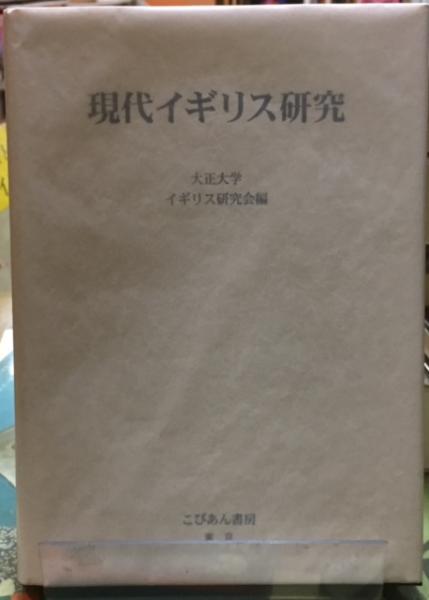 現代イギリス研究
大正大学
イギリス研究会編
こびあん書房
東京